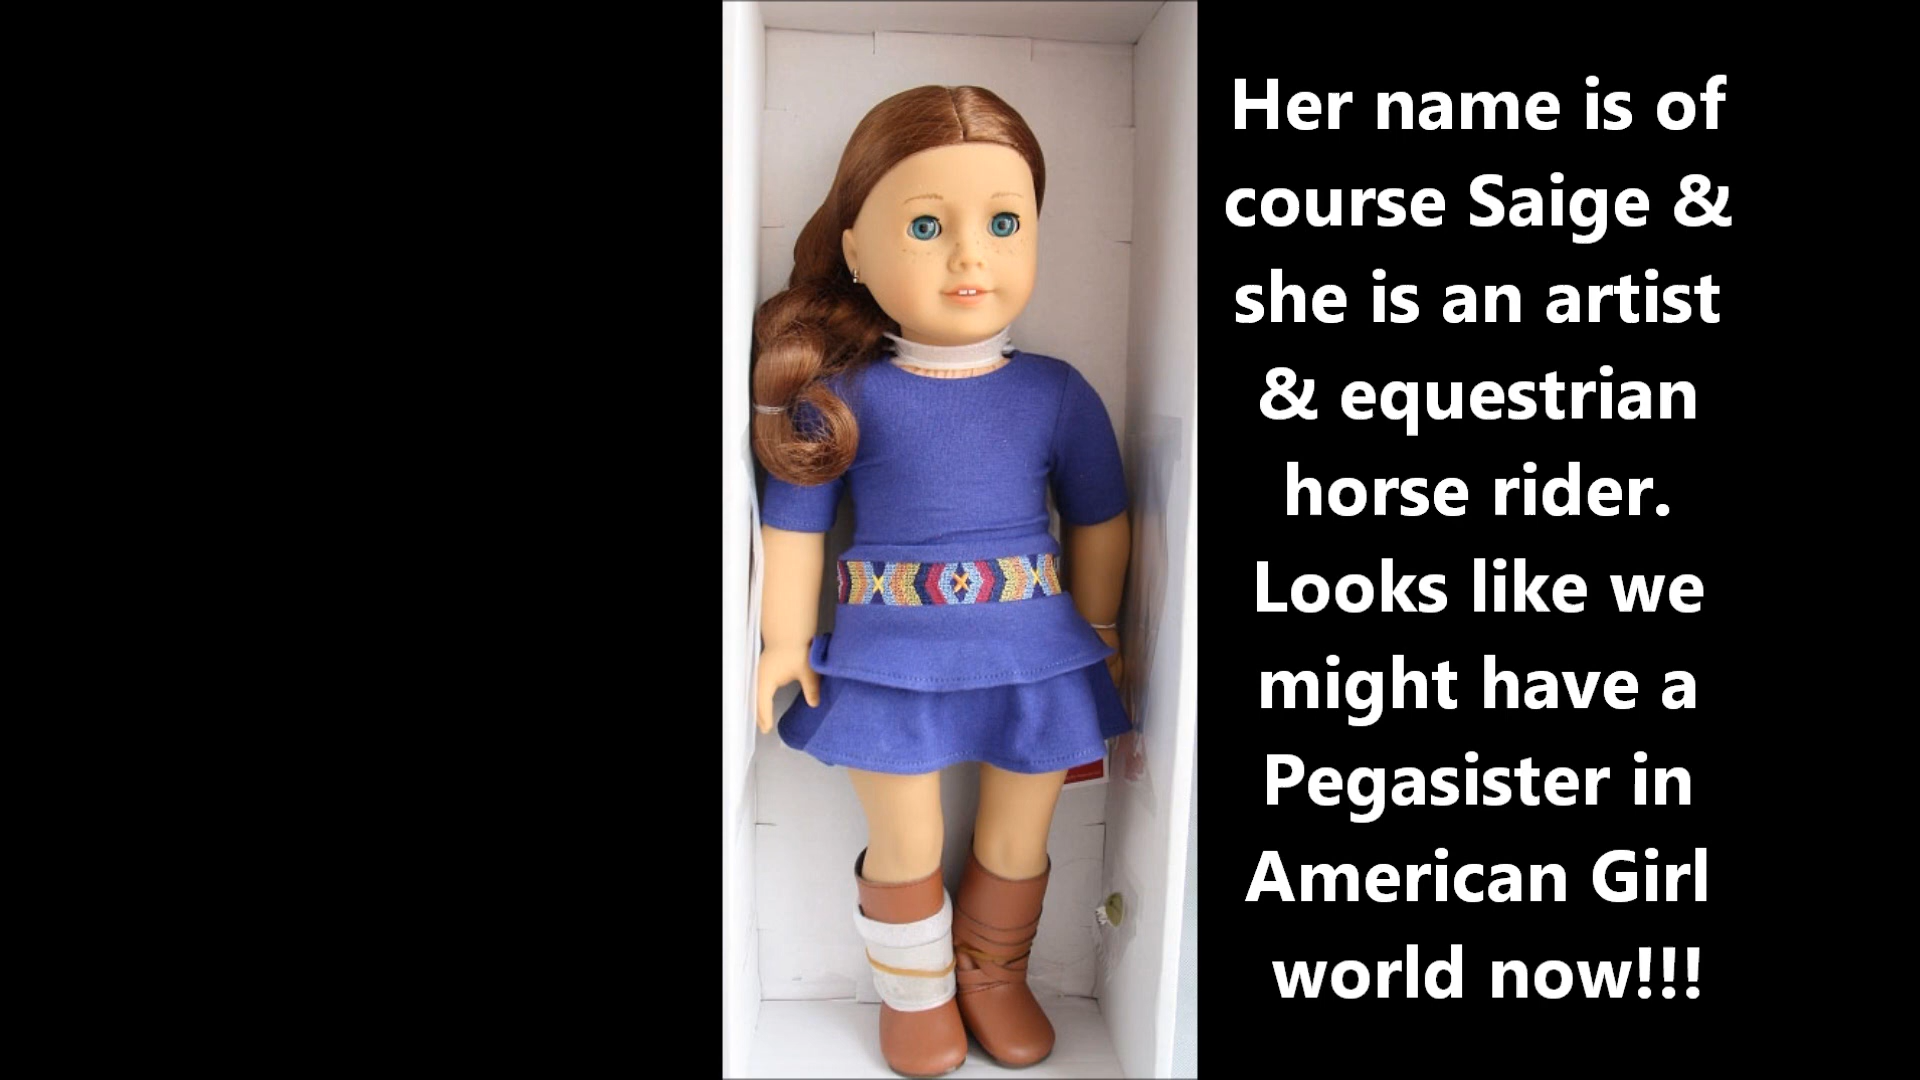 Her name is of
course Saige &
she is an artist
& equestrian
horse rider.
Looks like we
might have a
Pegasister in
American Girl
world now!!!